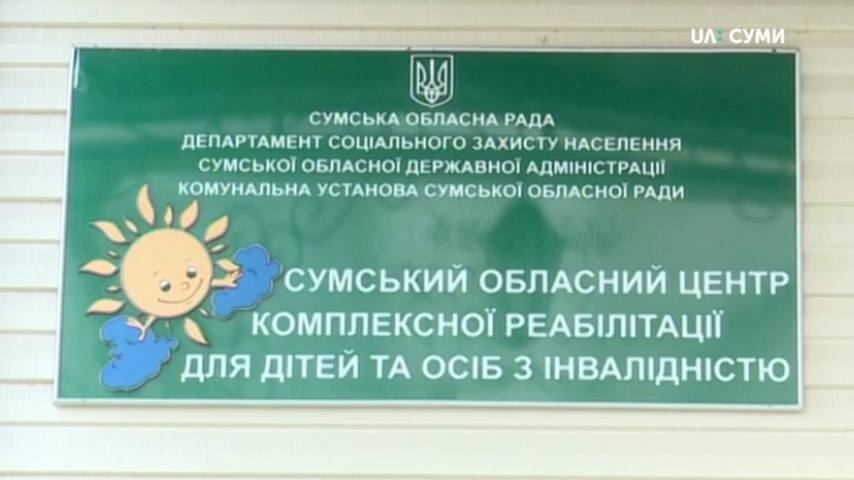 UA: СУМИ
СУМСЬКА ОБЛАСНА РАДА
ДЕПАРТАМЕНТ СОЦІАЛЬНОГО ЗАХИСТУ НАСЕЛЕННЯ
СУМСЬКОЇ ОБЛАСНОЇ ДЕРЖАВНОЇ АДМІНІСТРАЦІЇ
КОМУНАЛЬНА УСТАНОВА СУМСЬКОЇ ОБЛАСНОЇ РАДИ
СУМСЬКИЙ ОБЛАСНИЙ ЦЕНТР
КОМПЛЕКСНОЇ РЕАБІЛІТАЦІЇ
ДЛЯ ДІТЕЙ ТА ОСІБ З ІНВАЛІДНІСТЮ